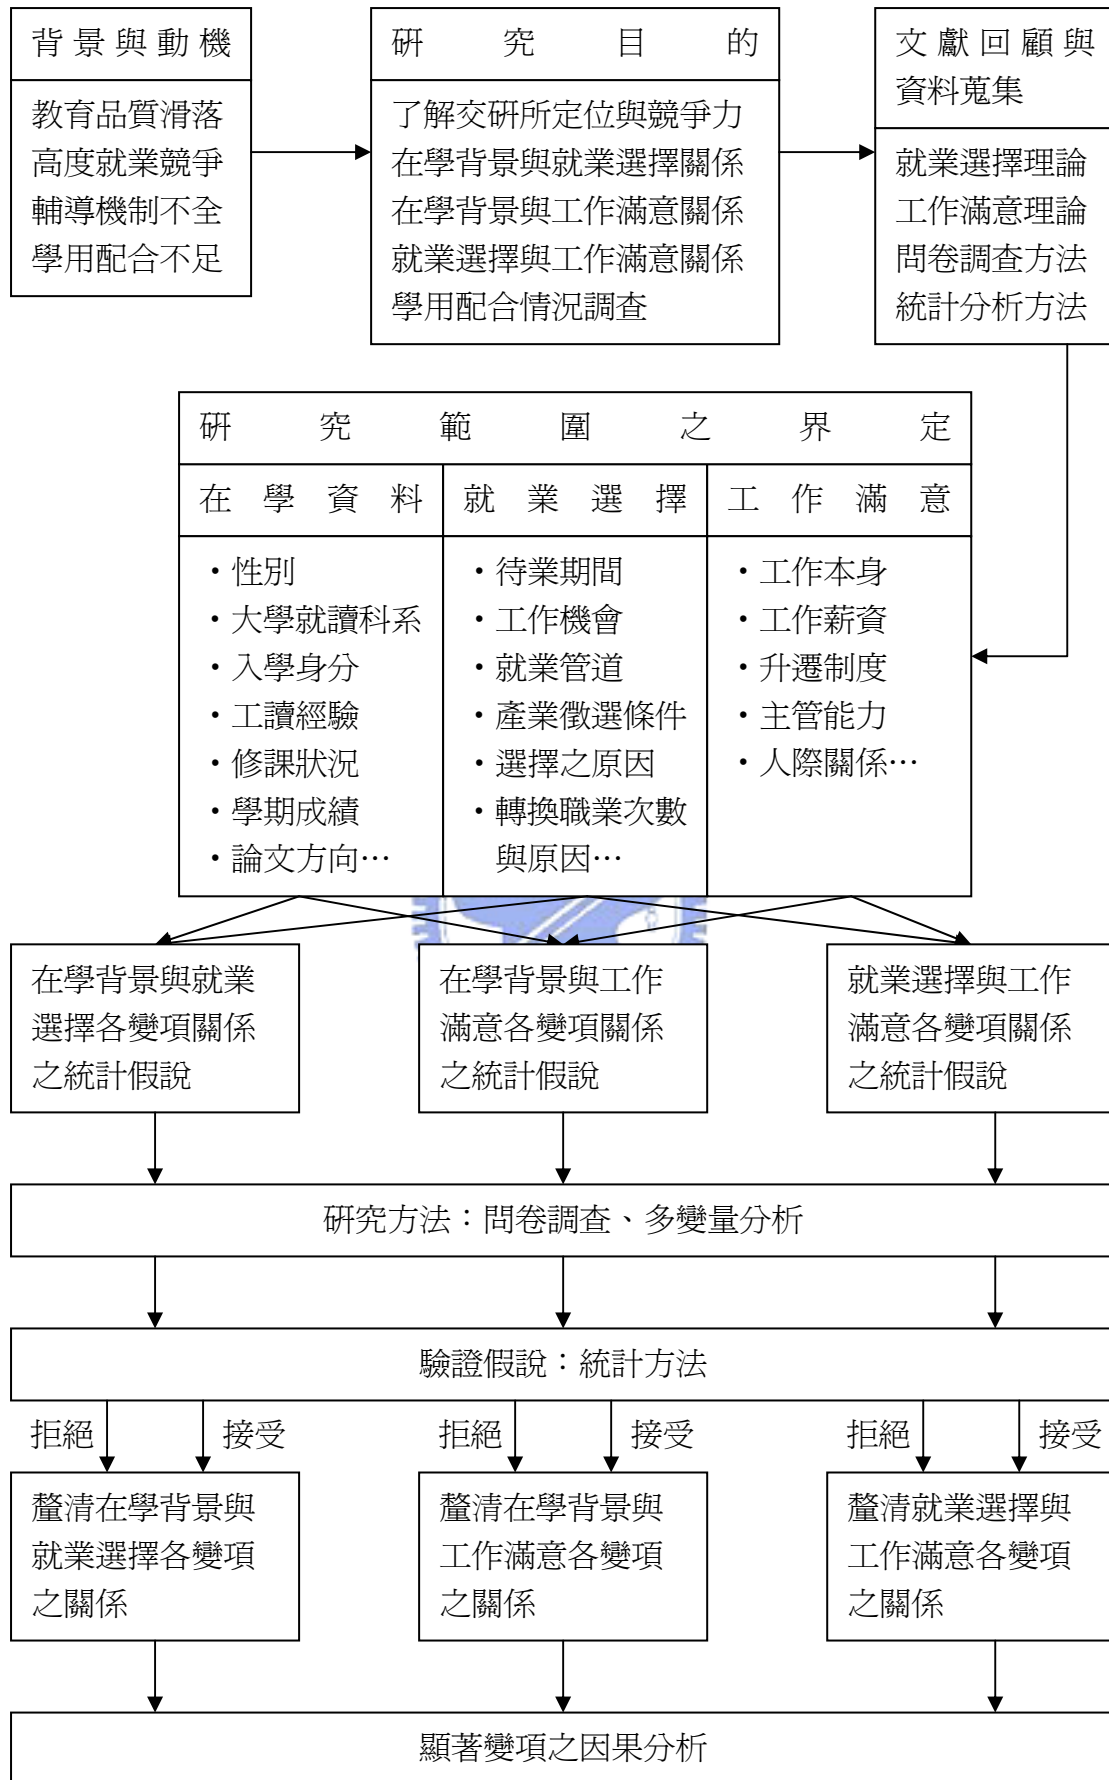 背景與動機
教育品質滑落
高度就業競爭
輔導機制不全
學用配合不足
研究目的
了解交研所定位與競爭力
在學背景與就業選擇關係
在學背景與工作滿意關係
就業選擇與工作滿意關係
學用配合情況調查
文獻回顧與
資料蒐集
就業選擇理論
工作滿意理論
問卷調查方法
統計分析方法
研究範圍之界定
在學資料
・性別
・大學就讀科系
・入學身分
・工讀經驗
・修課狀況
・學期成績
・論文方向…
就業選擇
・待業期間
・工作機會
・就業管道
・產業徵選條件
・選擇之原因
・轉換職業次數
與原因…
工作滿意
・工作本身
・工作薪資
・升遷制度
・主管能力
・人際關係…
在學背景與就業
選擇各變項關係
之統計假說
在學背景與工作
滿意各變項關係
之統計假說
就業選擇與工作
滿意各變項關係
之統計假說
研究方法：問卷調查、多變量分析
驗證假說：統計方法
拒絕 接受 拒絕 接受 拒絕 接受
釐清在學背景與
就業選擇各變項
之關係
釐清在學背景與
工作滿意各變項
之關係
釐清就業選擇與
工作滿意各變項
之關係
顯著變項之因果分析